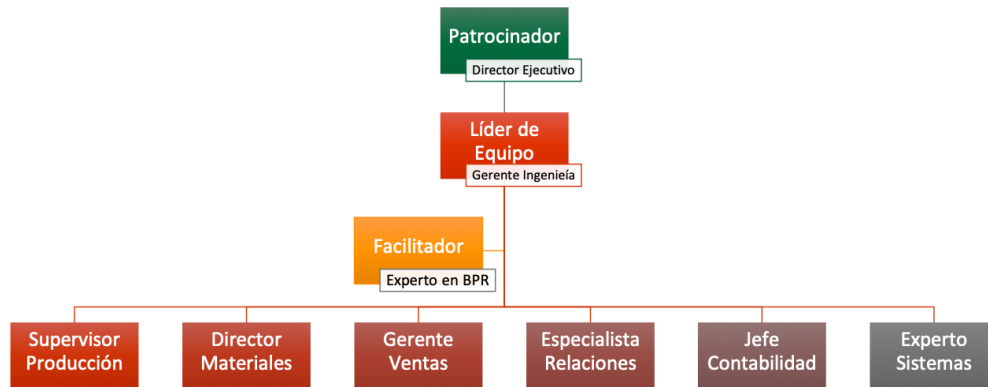 Patrocinador
Director Ejecutivo
Líder de
Equipo
Gerente Ingenieía
Facilitador
Experto en BPR
Supervisor
Producción
Director
Materiales
Gerente
Ventas
Especialista
Relaciones
Jefe
Contabilidad
Experto
Sistemas